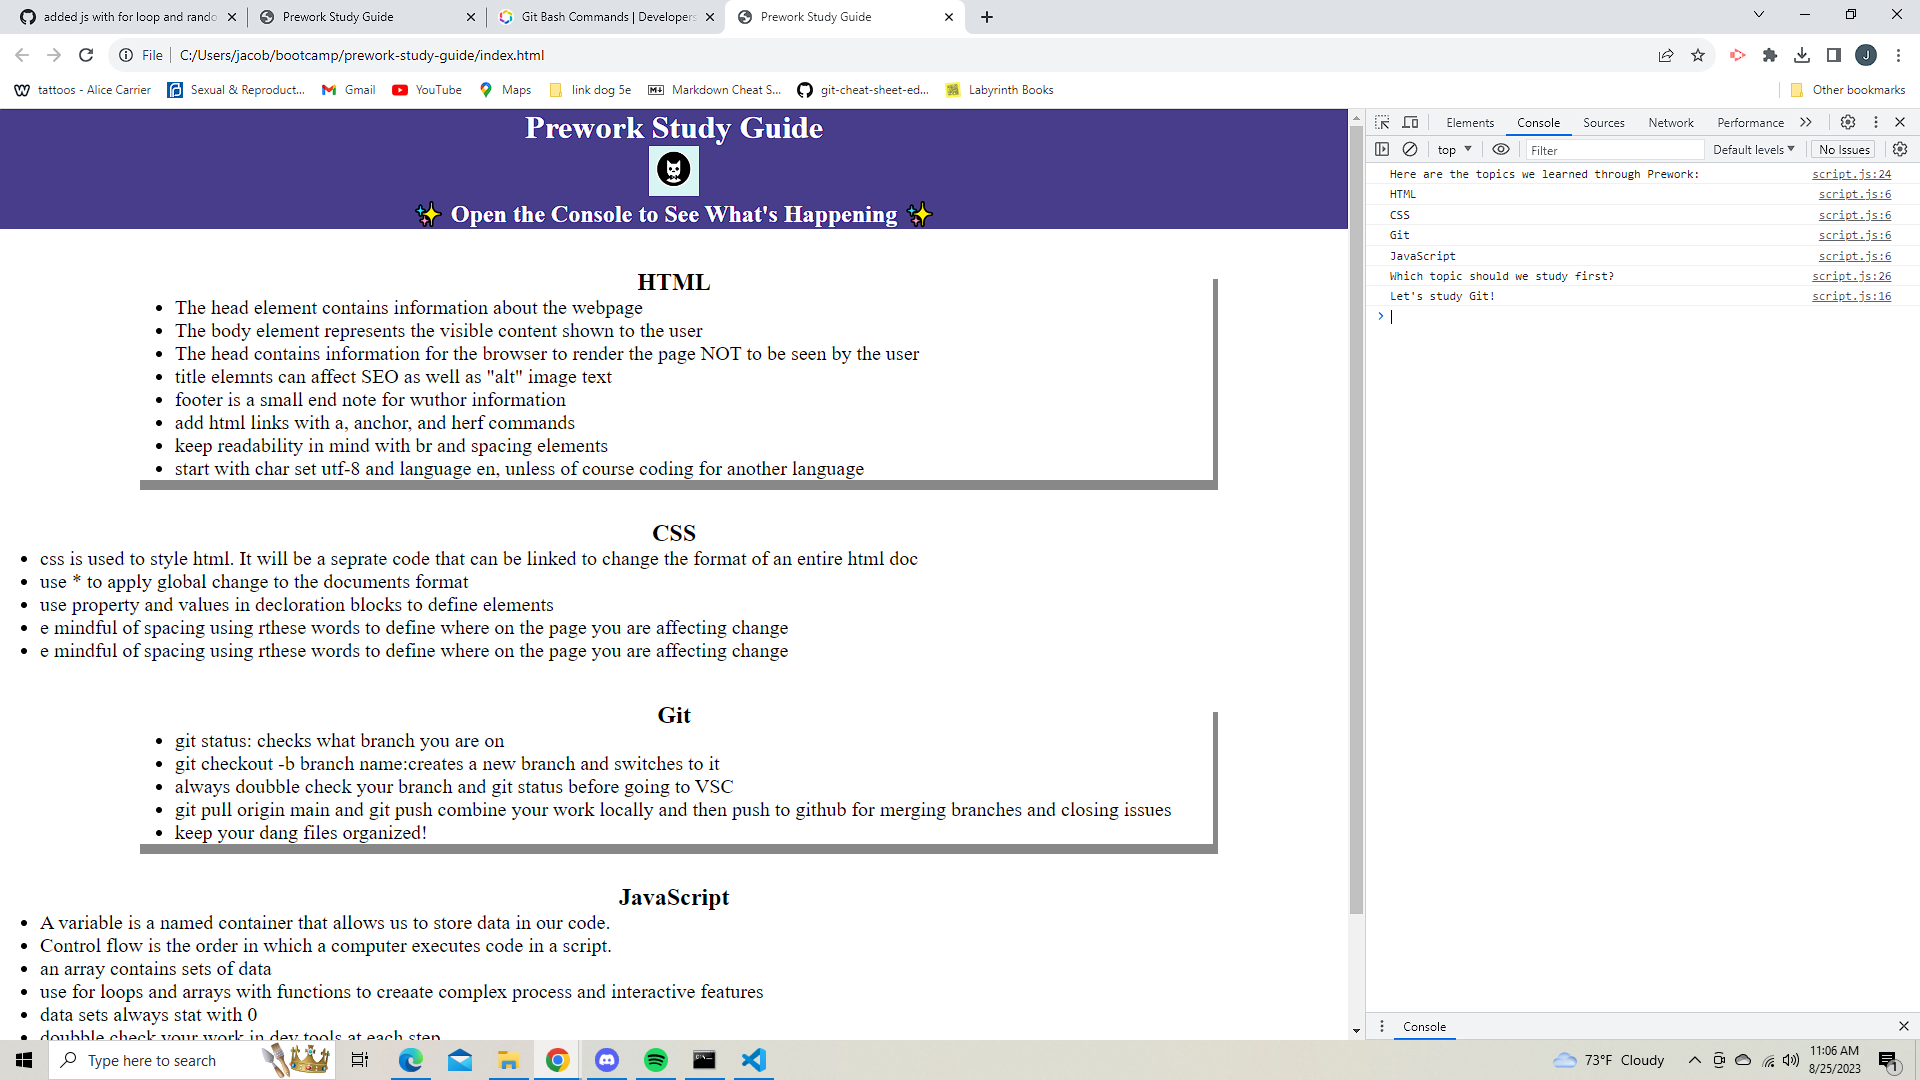 added js with for loop and rando
Prework Study Guide
Git Bash Commands | Developers
Prework Study Guide
File
C:/Users/jacob/bootcamp/prework-study-guide/index.html
J
tattoos - Alice Carrier
Sexual & Reproduct...
Gmail
YouTube
Maps
link dog 5e
Markdown Cheat S...
git-cheat-sheet-ed...
Labyrinth Books
Other bookmarks
Prework Study Guide
✨ Open the Console to See What's Happening ✨
HTML
• The head element contains information about the webpage
• The body element represents the visible content shown to the user
• The head contains information for the browser to render the page NOT to be seen by the user
• title elemnts can affect SEO as well as "alt" image text
• footer is a small end note for wuthor information
• add html links with a, anchor, and herf commands
• keep readability in mind with br and spacing elements
• start with char set utf-8 and language en, unless of course coding for another language
CSS
• css is used to style html. It will be a seprate code that can be linked to change the format of an entire html doc
• use * to apply global change to the documents format
• use property and values in decloration blocks to define elements
• e mindful of spacing using rthese words to define where on the page you are affecting change
• e mindful of spacing using rthese words to define where on the page you are affecting change
Git
• git status: checks what branch you are on
• git checkout -b branch name:creates a new branch and switches to it
• always doubble check your branch and git status before going to VSC
• git pull origin main and git push combine your work locally and then push to github for merging branches and closing issues
• keep your dang files organized!
JavaScript
• A variable is a named container that allows us to store data in our code.
• Control flow is the order in which a computer executes code in a script.
• an array contains sets of data
• use for loops and arrays with functions to creaate complex process and interactive features
• data sets always stat with 0
• doubble check your work in dev tools at each step
Elements Console Sources Network Performance
top
Filter
Default levels
No Issues
Here are the topics we learned through Prework: script.js:24
HTML script.js:6
CSS script.js:6
Git script.js:6
JavaScript script.js:6
Which topic should we study first? script.js:26
Let's study Git! script.js:16
Console
Type here to search
73°F Cloudy
11:06 AM
8/25/2023
1